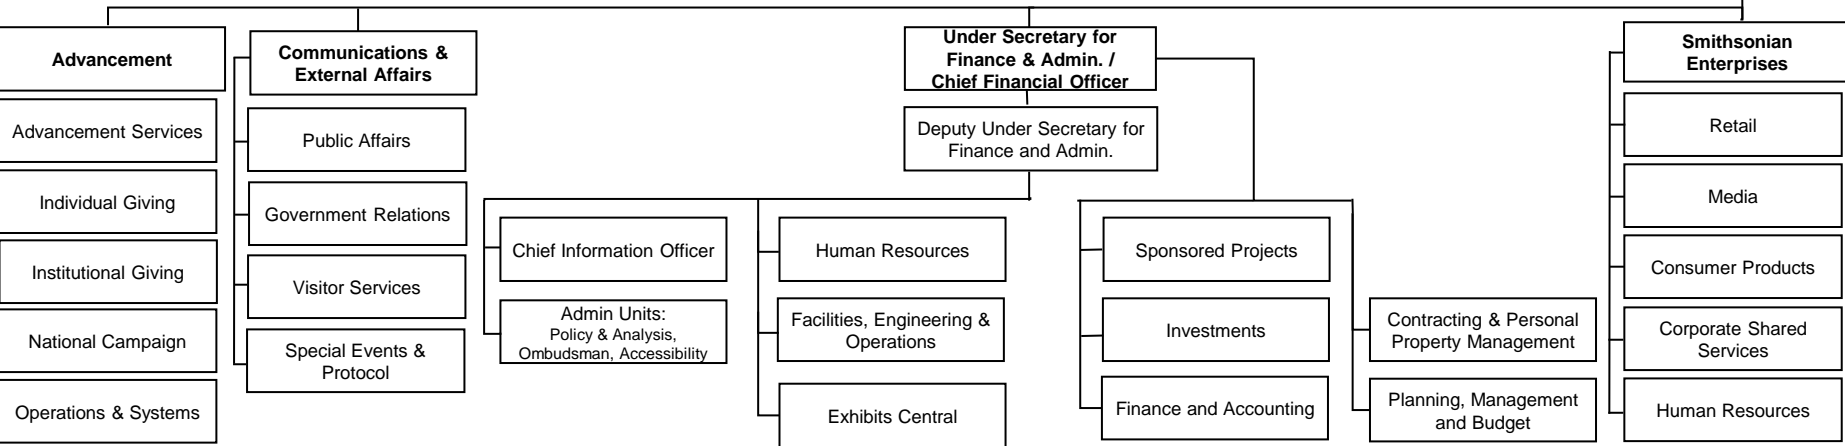 Advancement
Advancement Services
Individual Giving
Institutional Giving
National Campaign
Operations & Systems
Communications &
External Affairs
Public Affairs
Government Relations
Visitor Services
Special Events &
Protocol
Under Secretary for
Finance & Admin. /
Chief Financial Officer
Deputy Under Secretary for
Finance and Admin.
Chief Information Officer
Admin Units:
Policy & Analysis,
Ombudsman, Accessibility
Human Resources
Facilities, Engineering &
Operations
Exhibits Central
Sponsored Projects
Investments
Finance and Accounting
Contracting & Personal
Property Management
Planning, Management
and Budget
Smithsonian
Enterprises
Retail
Media
Consumer Products
Corporate Shared
Services
Human Resources